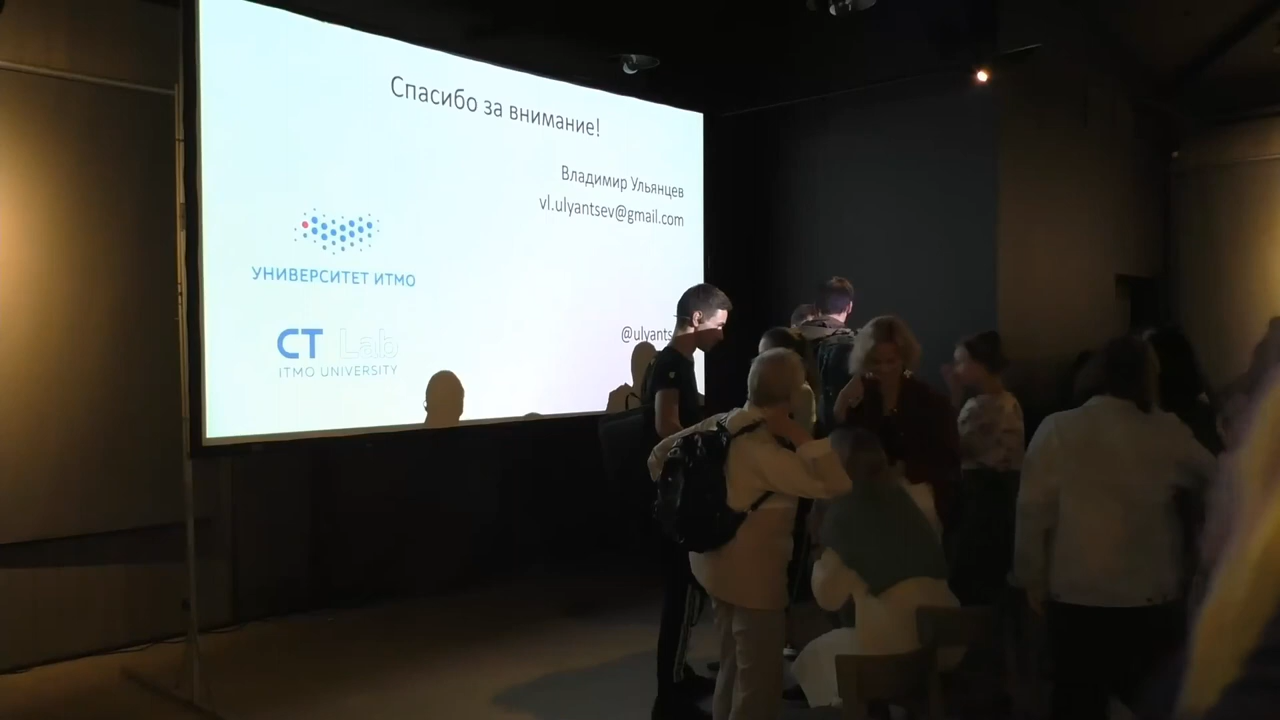 Спасибо за внимание!
Владимир Ульянцев
vl.ulyantsev@gmail.com
УНИВЕРСИТЕТ ИТМО
CT Lab
ITMO UNIVERSITY